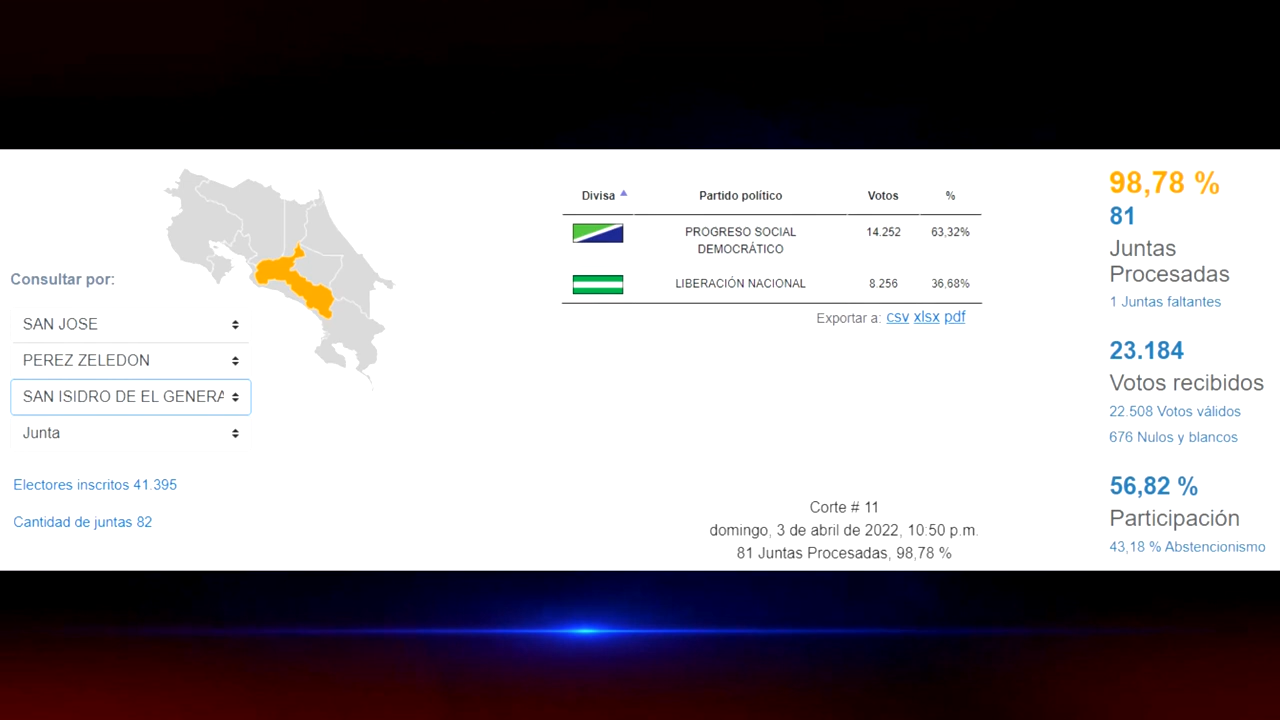 Consultar por:
SAN JOSE
PEREZ ZELEDON
SAN ISIDRO DE EL GENERA
Junta
Electores inscritos 41.395
Cantidad de juntas 82
Divisa Partido político Votos %
PROGRESO SOCIAL DEMOCRÁTICO 14.252 63,32%
LIBERACIÓN NACIONAL 8.256 36,68%
Exportar a: csv xlsx pdf
Corte # 11
domingo, 3 de abril de 2022, 10:50 p.m.
81 Juntas Procesadas, 98,78 %
98,78 %
81
Juntas
Procesadas
1 Juntas faltantes
23.184
Votos recibidos
22.508 Votos válidos
676 Nulos y blancos
56,82 %
Participación
43,18 % Abstencionismo